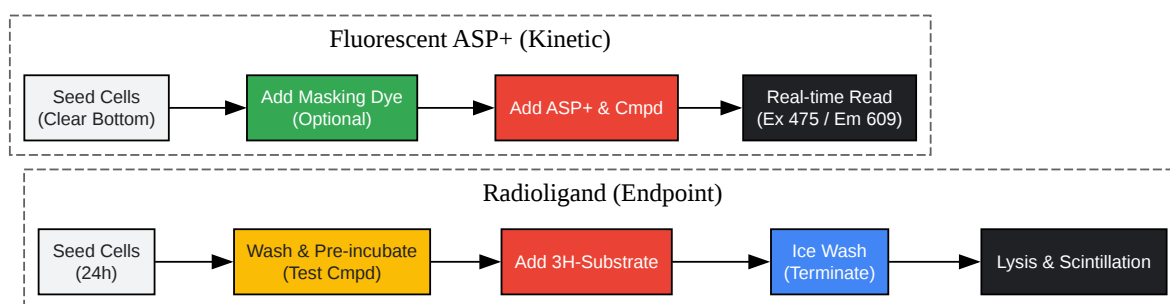 Fluorescent ASP+ (Kinetic)
Seed Cells
(Clear Bottom)
Add Masking Dye
(Optional)
Add ASP+ & Cmpd
Real-time Read
(Ex 475 / Em 609)
Radioligand (Endpoint)
Seed Cells
(24h)
Wash & Pre-incubate
(Test Cmpd)
Add 3H-Substrate
Ice Wash
(Terminate)
Lysis & Scintillation